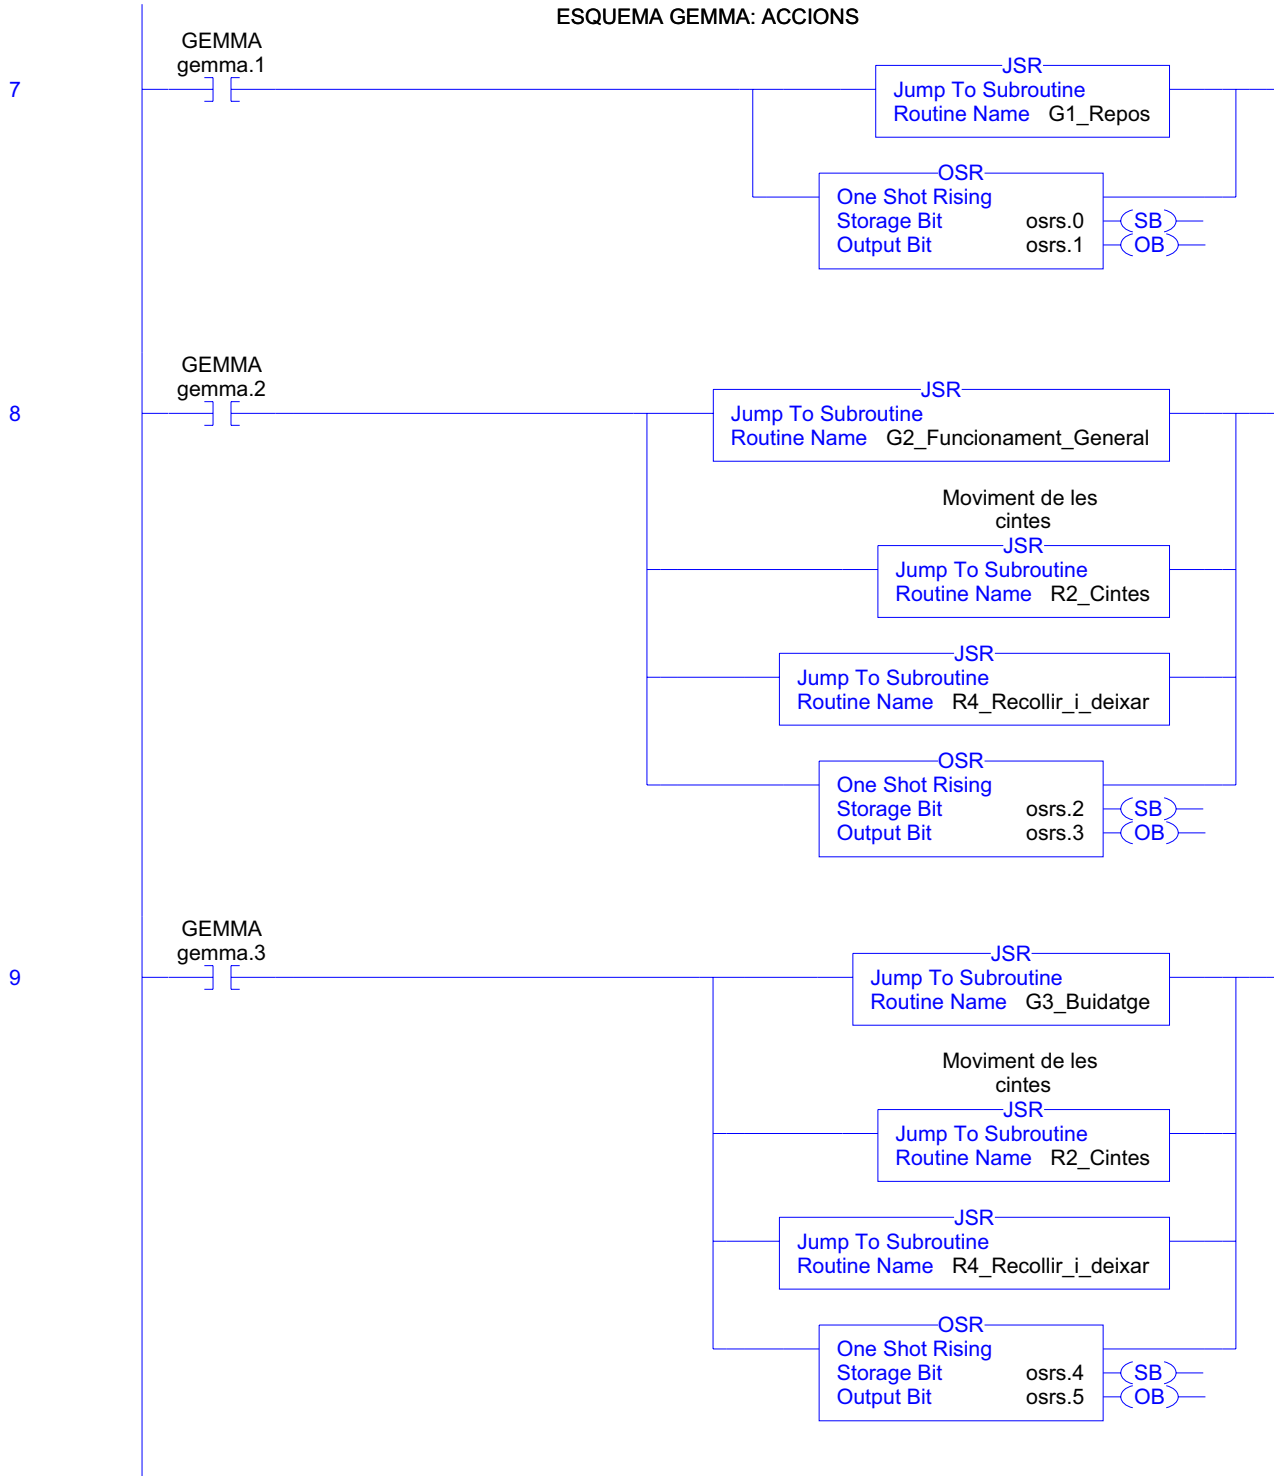 ESQUEMA GEMMA: ACCIONS
GEMMA
gemma.1
7
JSR
Jump To Subroutine
Routine Name G1_Repos
OSR
One Shot Rising
Storage Bit osrs.0 SB
Output Bit osrs.1 OB
GEMMA
gemma.2
8
JSR
Jump To Subroutine
Routine Name G2_Funcionament_General
Moviment de les
cintes
JSR
Jump To Subroutine
Routine Name R2_Cintes
JSR
Jump To Subroutine
Routine Name R4_Recollir_i_deixar
OSR
One Shot Rising
Storage Bit osrs.2 SB
Output Bit osrs.3 OB
GEMMA
gemma.3
9
JSR
Jump To Subroutine
Routine Name G3_Buidatge
Moviment de les
cintes
JSR
Jump To Subroutine
Routine Name R2_Cintes
JSR
Jump To Subroutine
Routine Name R4_Recollir_i_deixar
OSR
One Shot Rising
Storage Bit osrs.4 SB
Output Bit osrs.5 OB